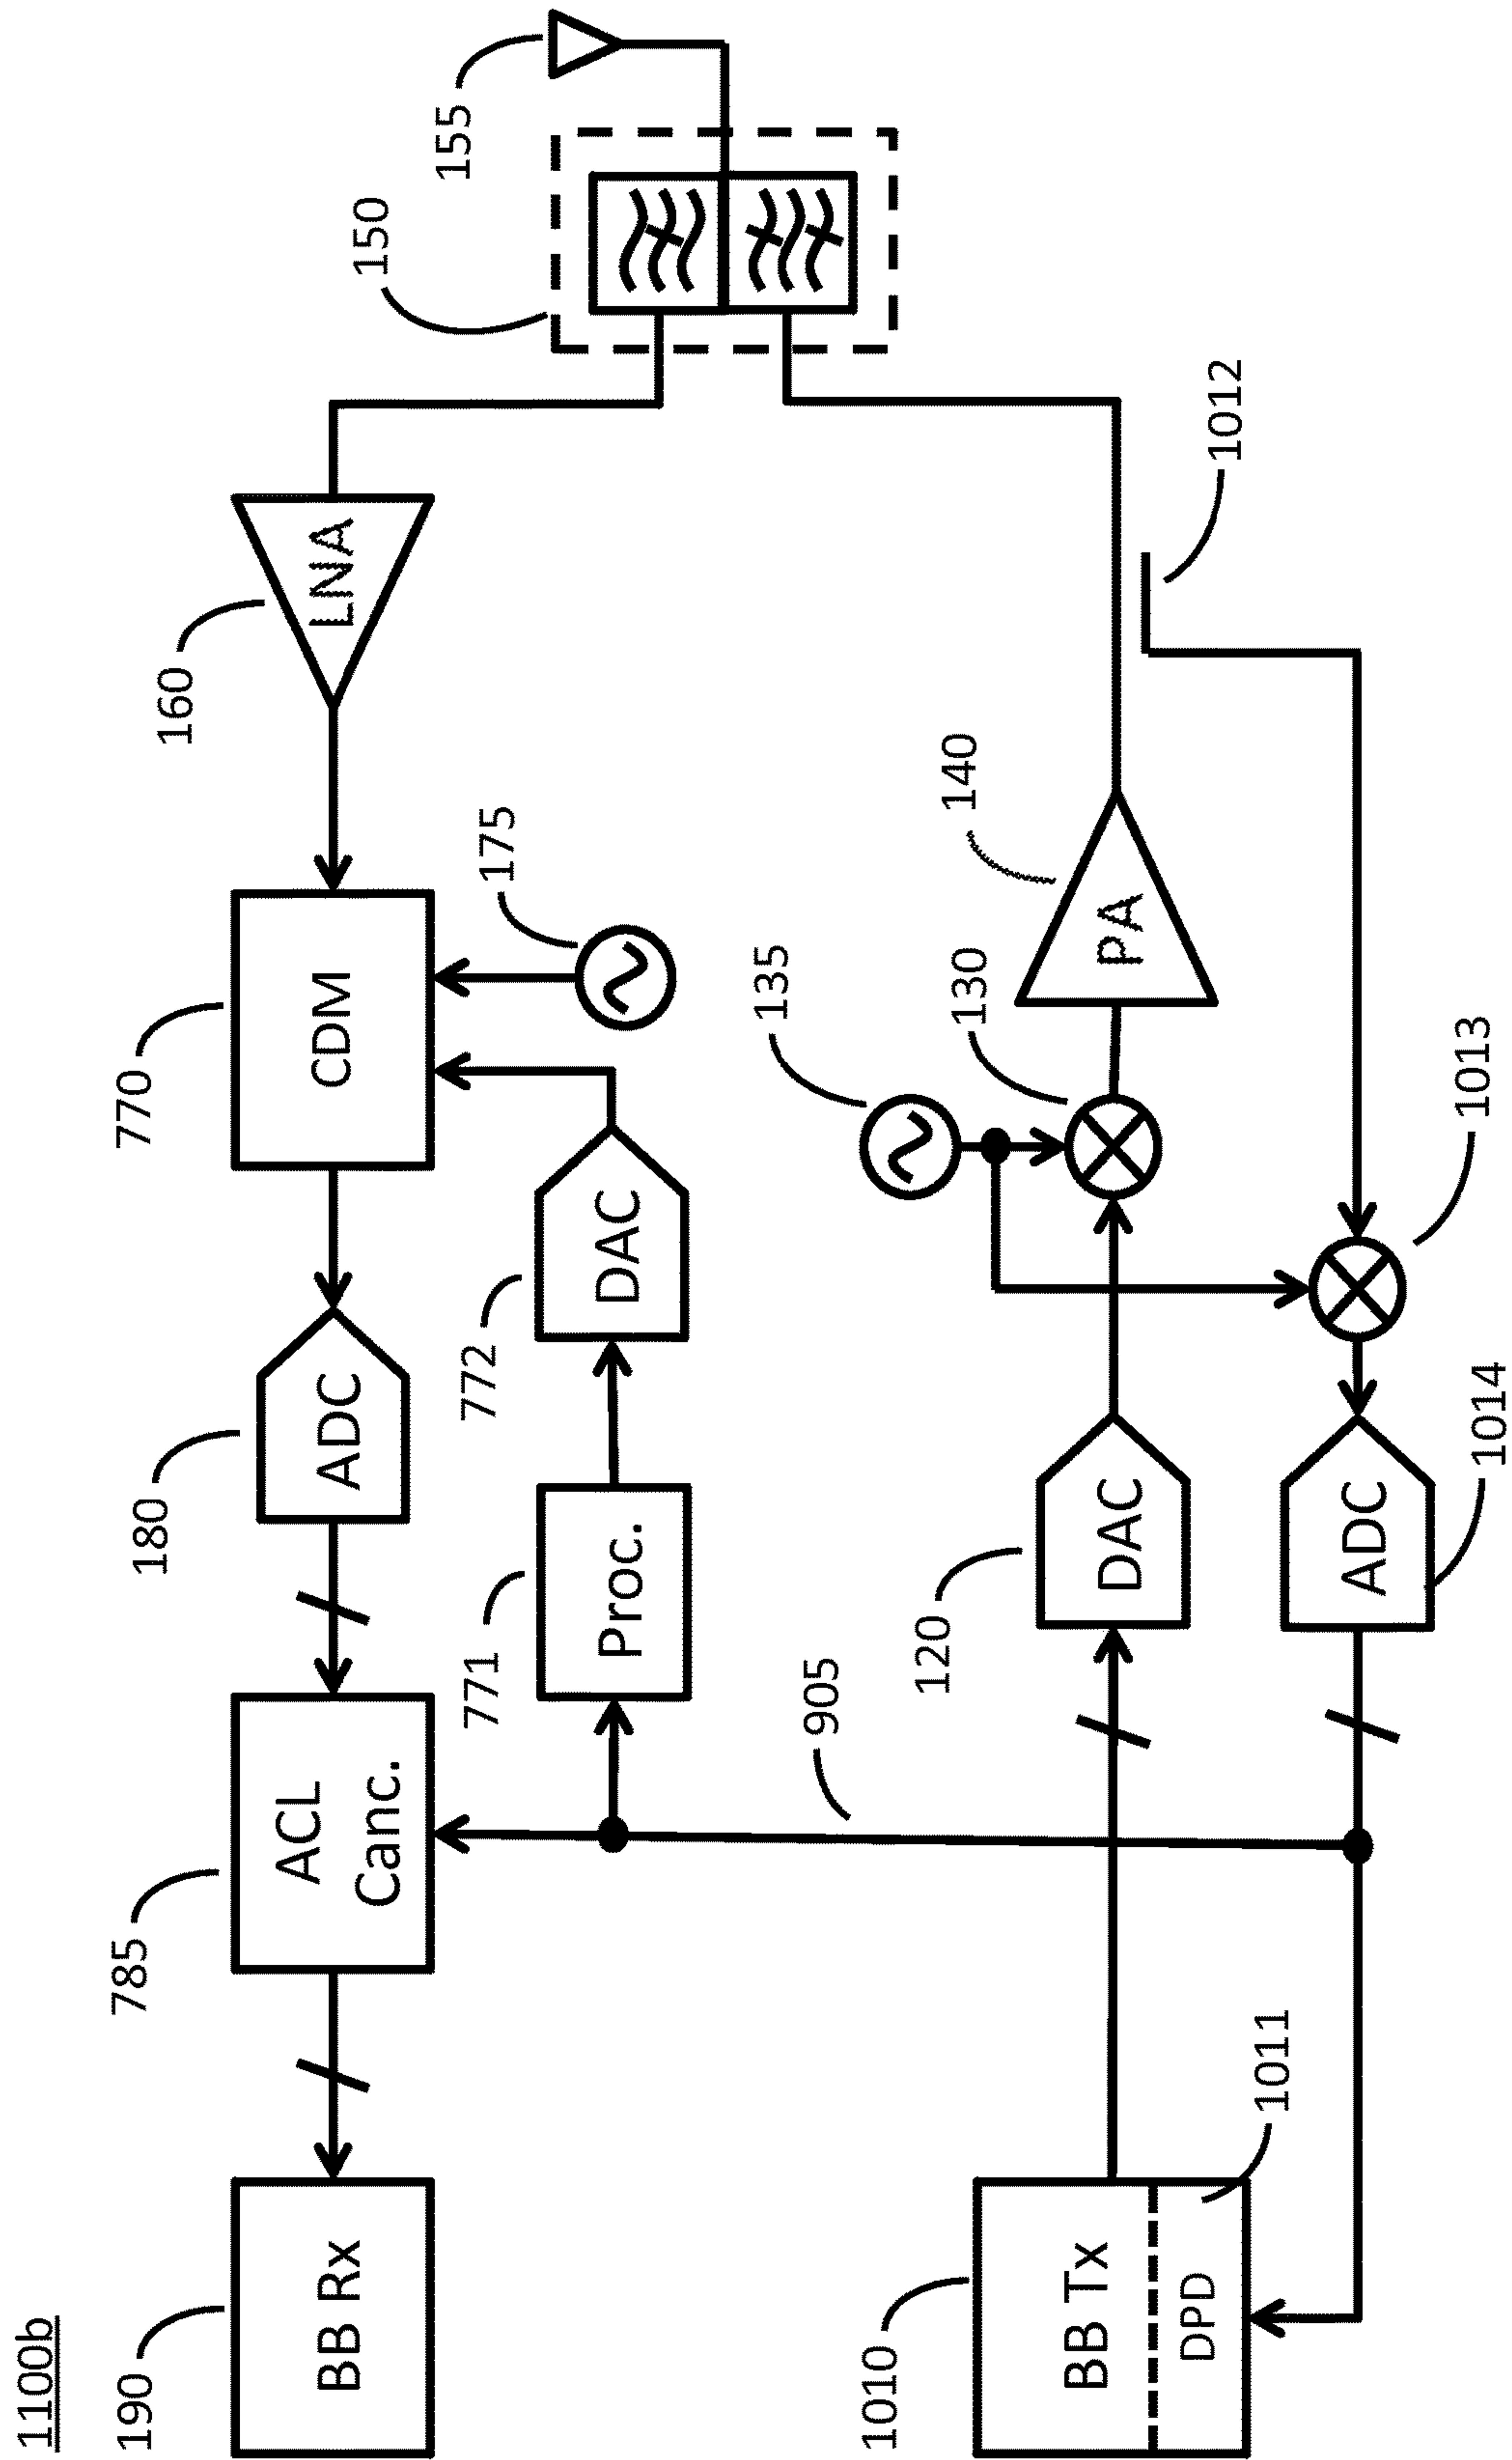 1100b
190
785
180
770
160
BB Rx
ACL
Canc.
ADC
CDM
LNA
771
772
175
150
155
Proc.
DAC
905
135
1010
120
130
140
BB Tx
DAC
PA
DPD
1011
ADC
1014
1013
1012